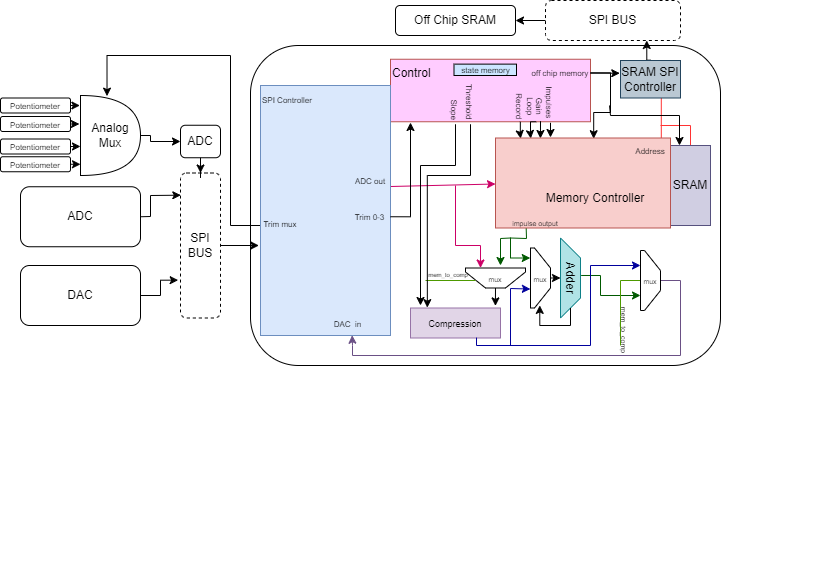 Off Chip SRAM
SPI BUS
Control
state memory
off chip memory
SRAM SPI
Controller
Slope
Threshold
Record
Loop
Gain
Impulses
SPI Controller
Potentiometer
Potentiometer
Potentiometer
Potentiometer
Analog
Mux
ADC
Address
ADC out
Memory Controller
SRAM
ADC
Trim 0-3
Trim mux
impulse output
SPI
BUS
DAC
mem_to_comp
mux
mux
Adder
mux
mem_to_comp
DAC in
Compression